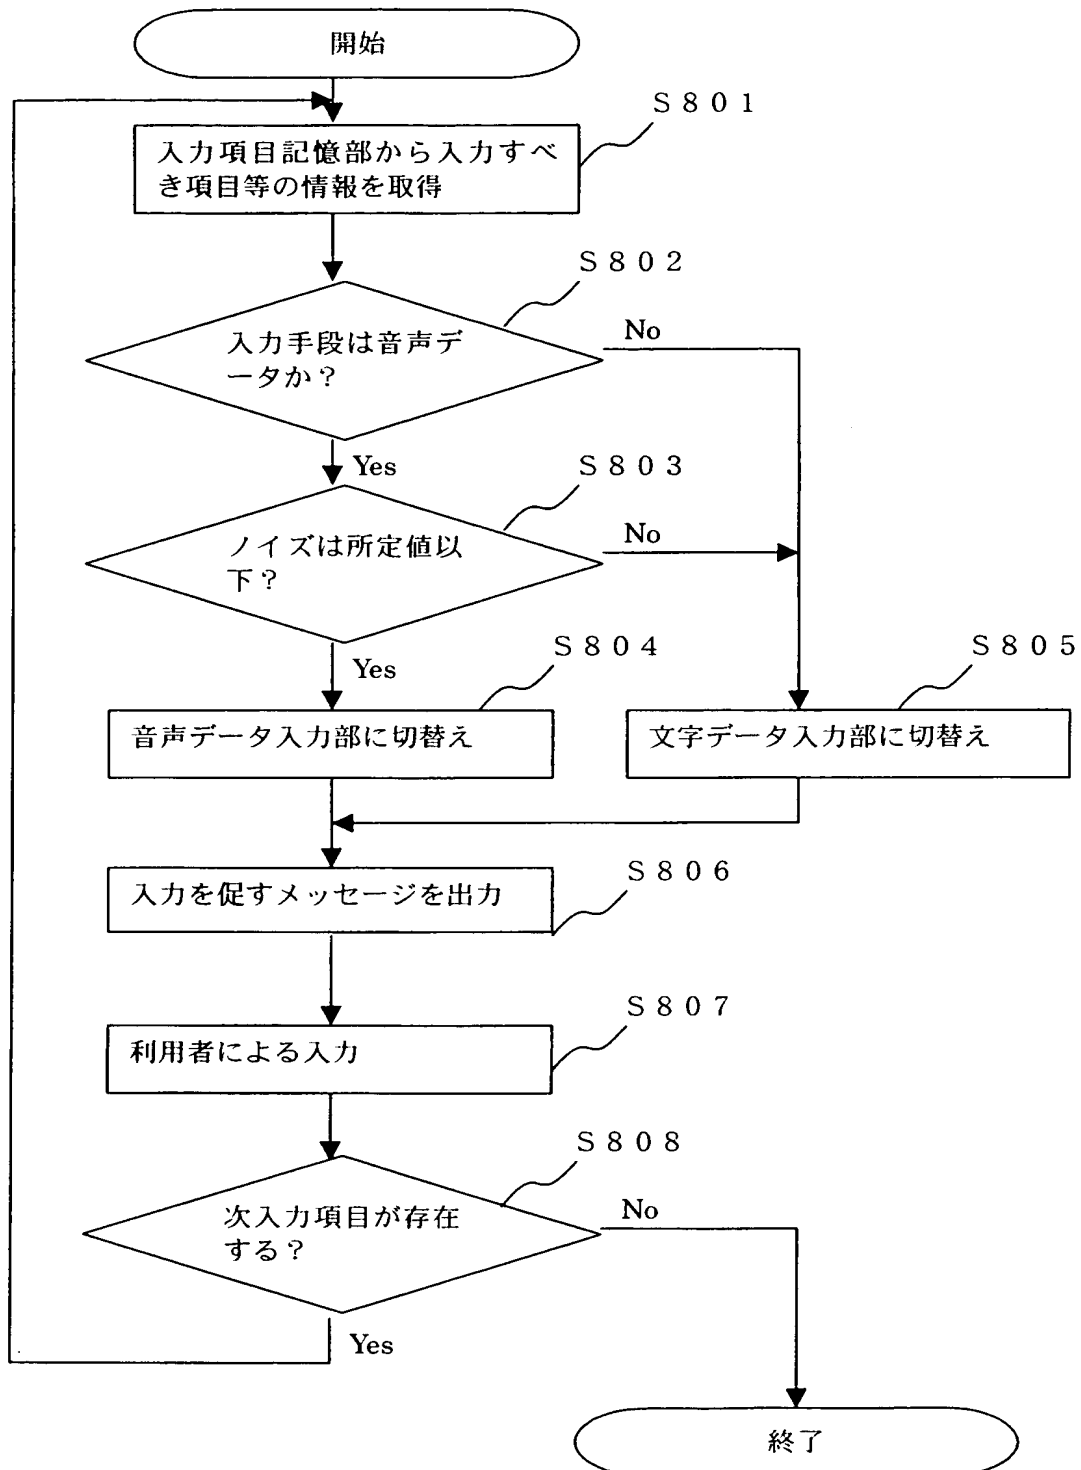 開始
S801
入力項目記憶部から入力すべ
き項目等の情報を取得
S802
入力手段は音声デ
ータか?
No
Yes
S803
ノイズは所定値以
下?
No
Yes
S804
音声データ入力部に切替え
S805
文字データ入力部に切替え
S806
入力を促すメッセージを出力
S807
利用者による入力
S808
次入力項目が存在
する?
No
Yes
終了